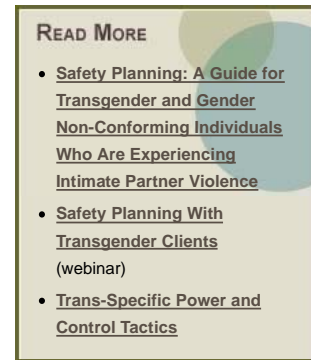 READ MORE
• Safety Planning: A Guide for
Transgender and Gender
Non-Conforming Individuals
Who Are Experiencing
Intimate Partner Violence
• Safety Planning With
Transgender Clients
(webinar)
• Trans-Specific Power and
Control Tactics